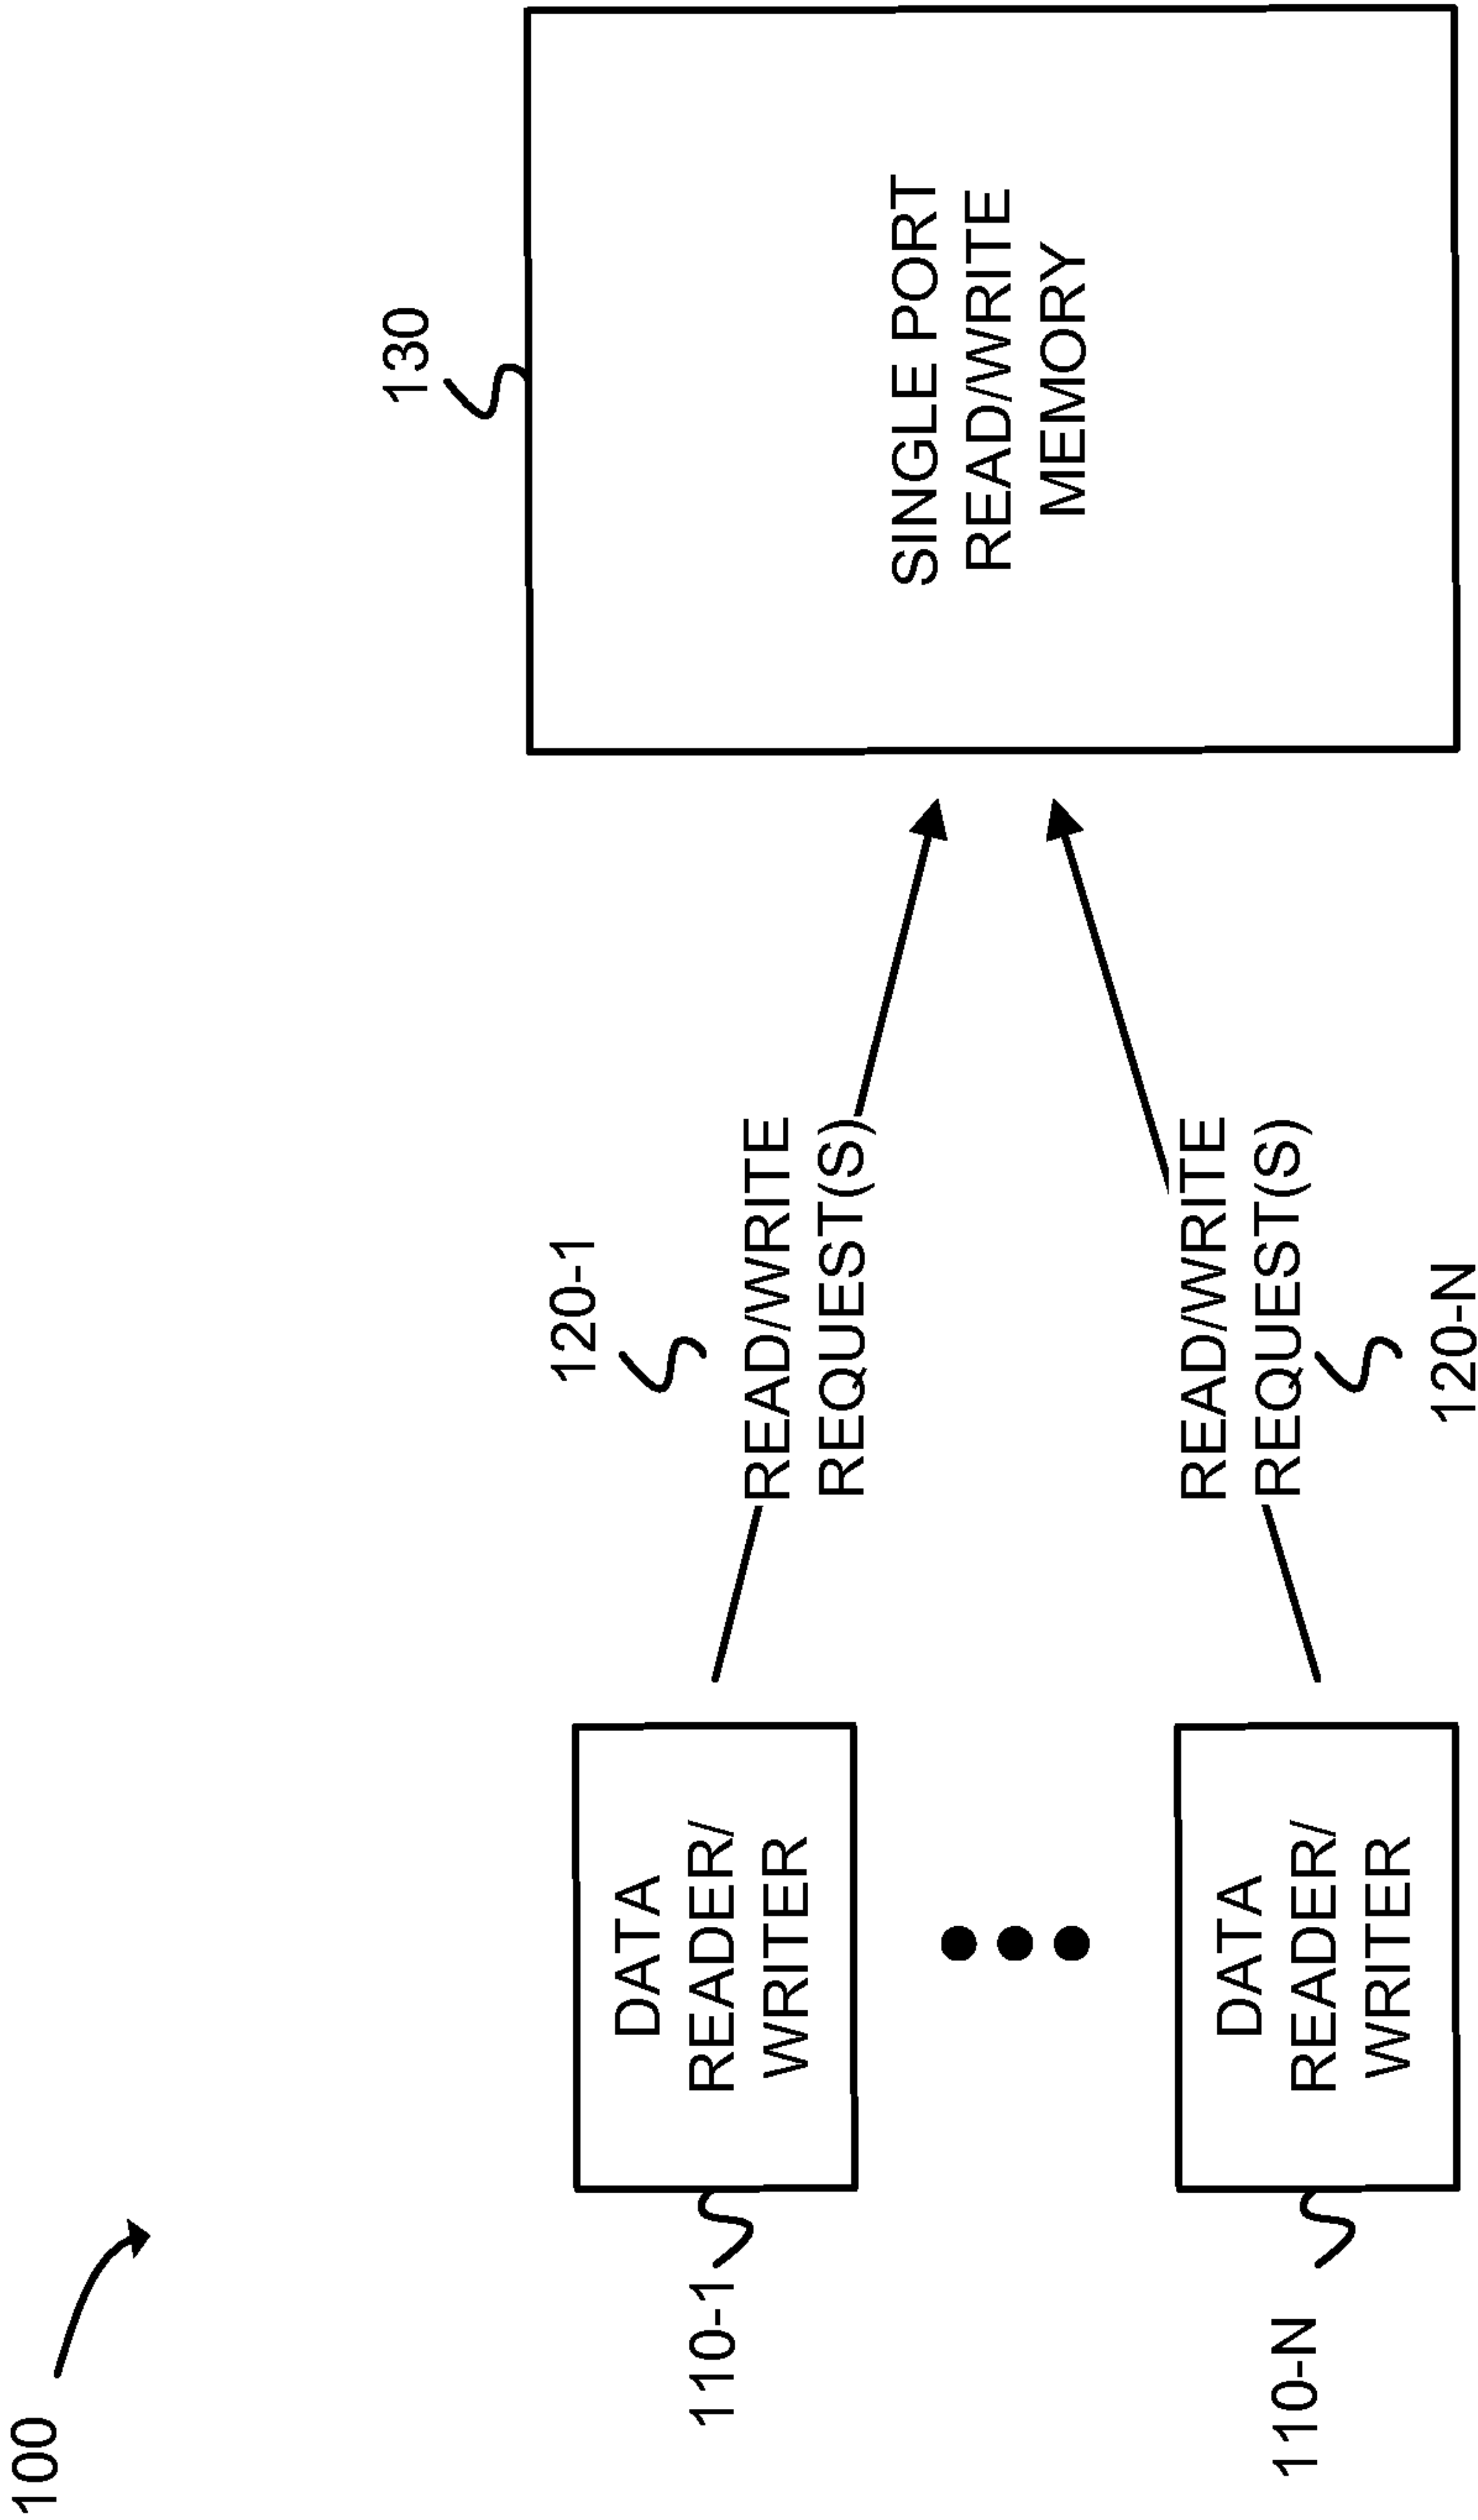 100
130
120-1
110-1
DATA
READER/
WRITER
READ/WRITE
REQUEST(S)
SINGLE PORT
READ/WRITE
MEMORY
110-N
DATA
READER/
WRITER
READ/WRITE
REQUEST(S)
120-N